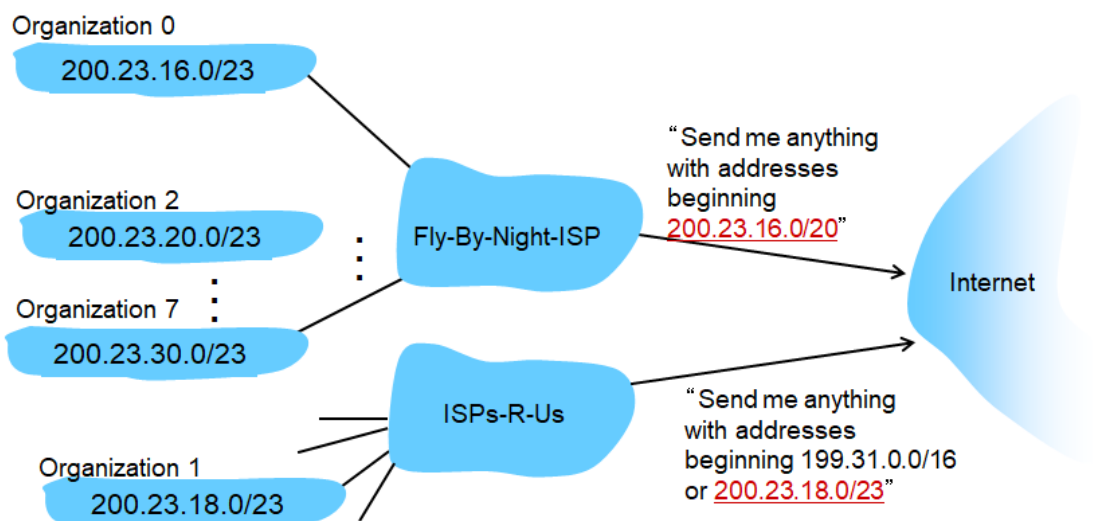 Organization 0
200.23.16.0/23
Organization 2
200.23.20.0/23
Organization 7
200.23.30.0/23
Fly-By-Night-ISP
“Send me anything
with addresses
beginning
200.23.16.0/20”
Internet
ISPs-R-Us
Organization 1
200.23.18.0/23
“Send me anything
with addresses
beginning 199.31.0.0/16
or 200.23.18.0/23”